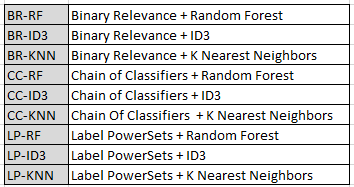 BR-RF Binary Relevance + Random Forest
BR-ID3 Binary Relevance + ID3
BR-KNN Binary Relevance + K Nearest Neighbors
CC-RF Chain of Classifiers + Random Forest
CC-ID3 Chain Of Classifiers + ID3
CC-KNN Chain Of Classifiers + K Nearest Neighbors
LP-RF Label PowerSets + Random Forest
LP-ID3 Label PowerSets + ID3
LP-KNN Label PowerSets + K Nearest Neighbors